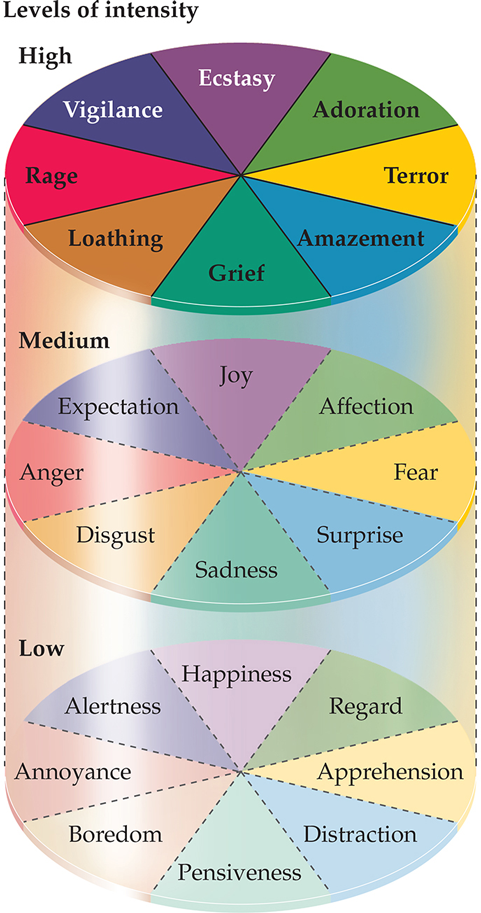 Levels of intensity
High
Ecstasy
Vigilance
Adoration
Rage
Terror
Loathing
Amazement
Grief
Medium
Joy
Expectation
Affection
Anger
Fear
Disgust
Surprise
Sadness
Low
Happiness
Alertness
Regard
Annoyance
Apprehension
Boredom
Distraction
Pensiveness